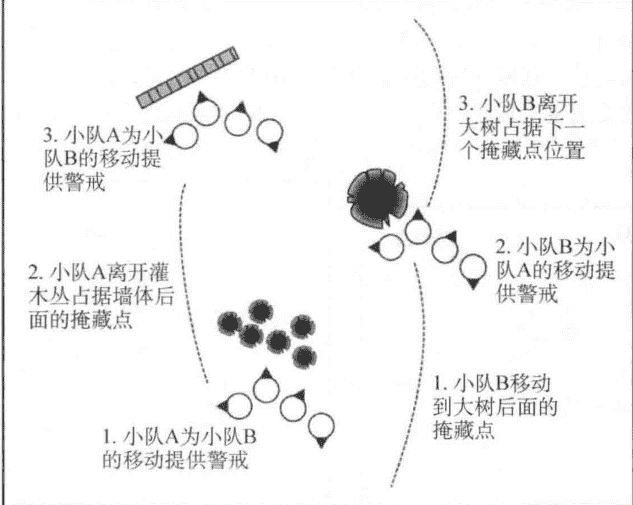 3. 小队A为小
队B的移动提
供警戒
3. 小队B离开
大树占据下一
个掩藏点位置
2. 小队A离开灌
木丛占据墙体后
面的掩藏点
2. 小队B为小
队A的移动提
供警戒
1. 小队A为小队B
的移动提供警戒
1. 小队B移动
到大树后面的
掩藏点